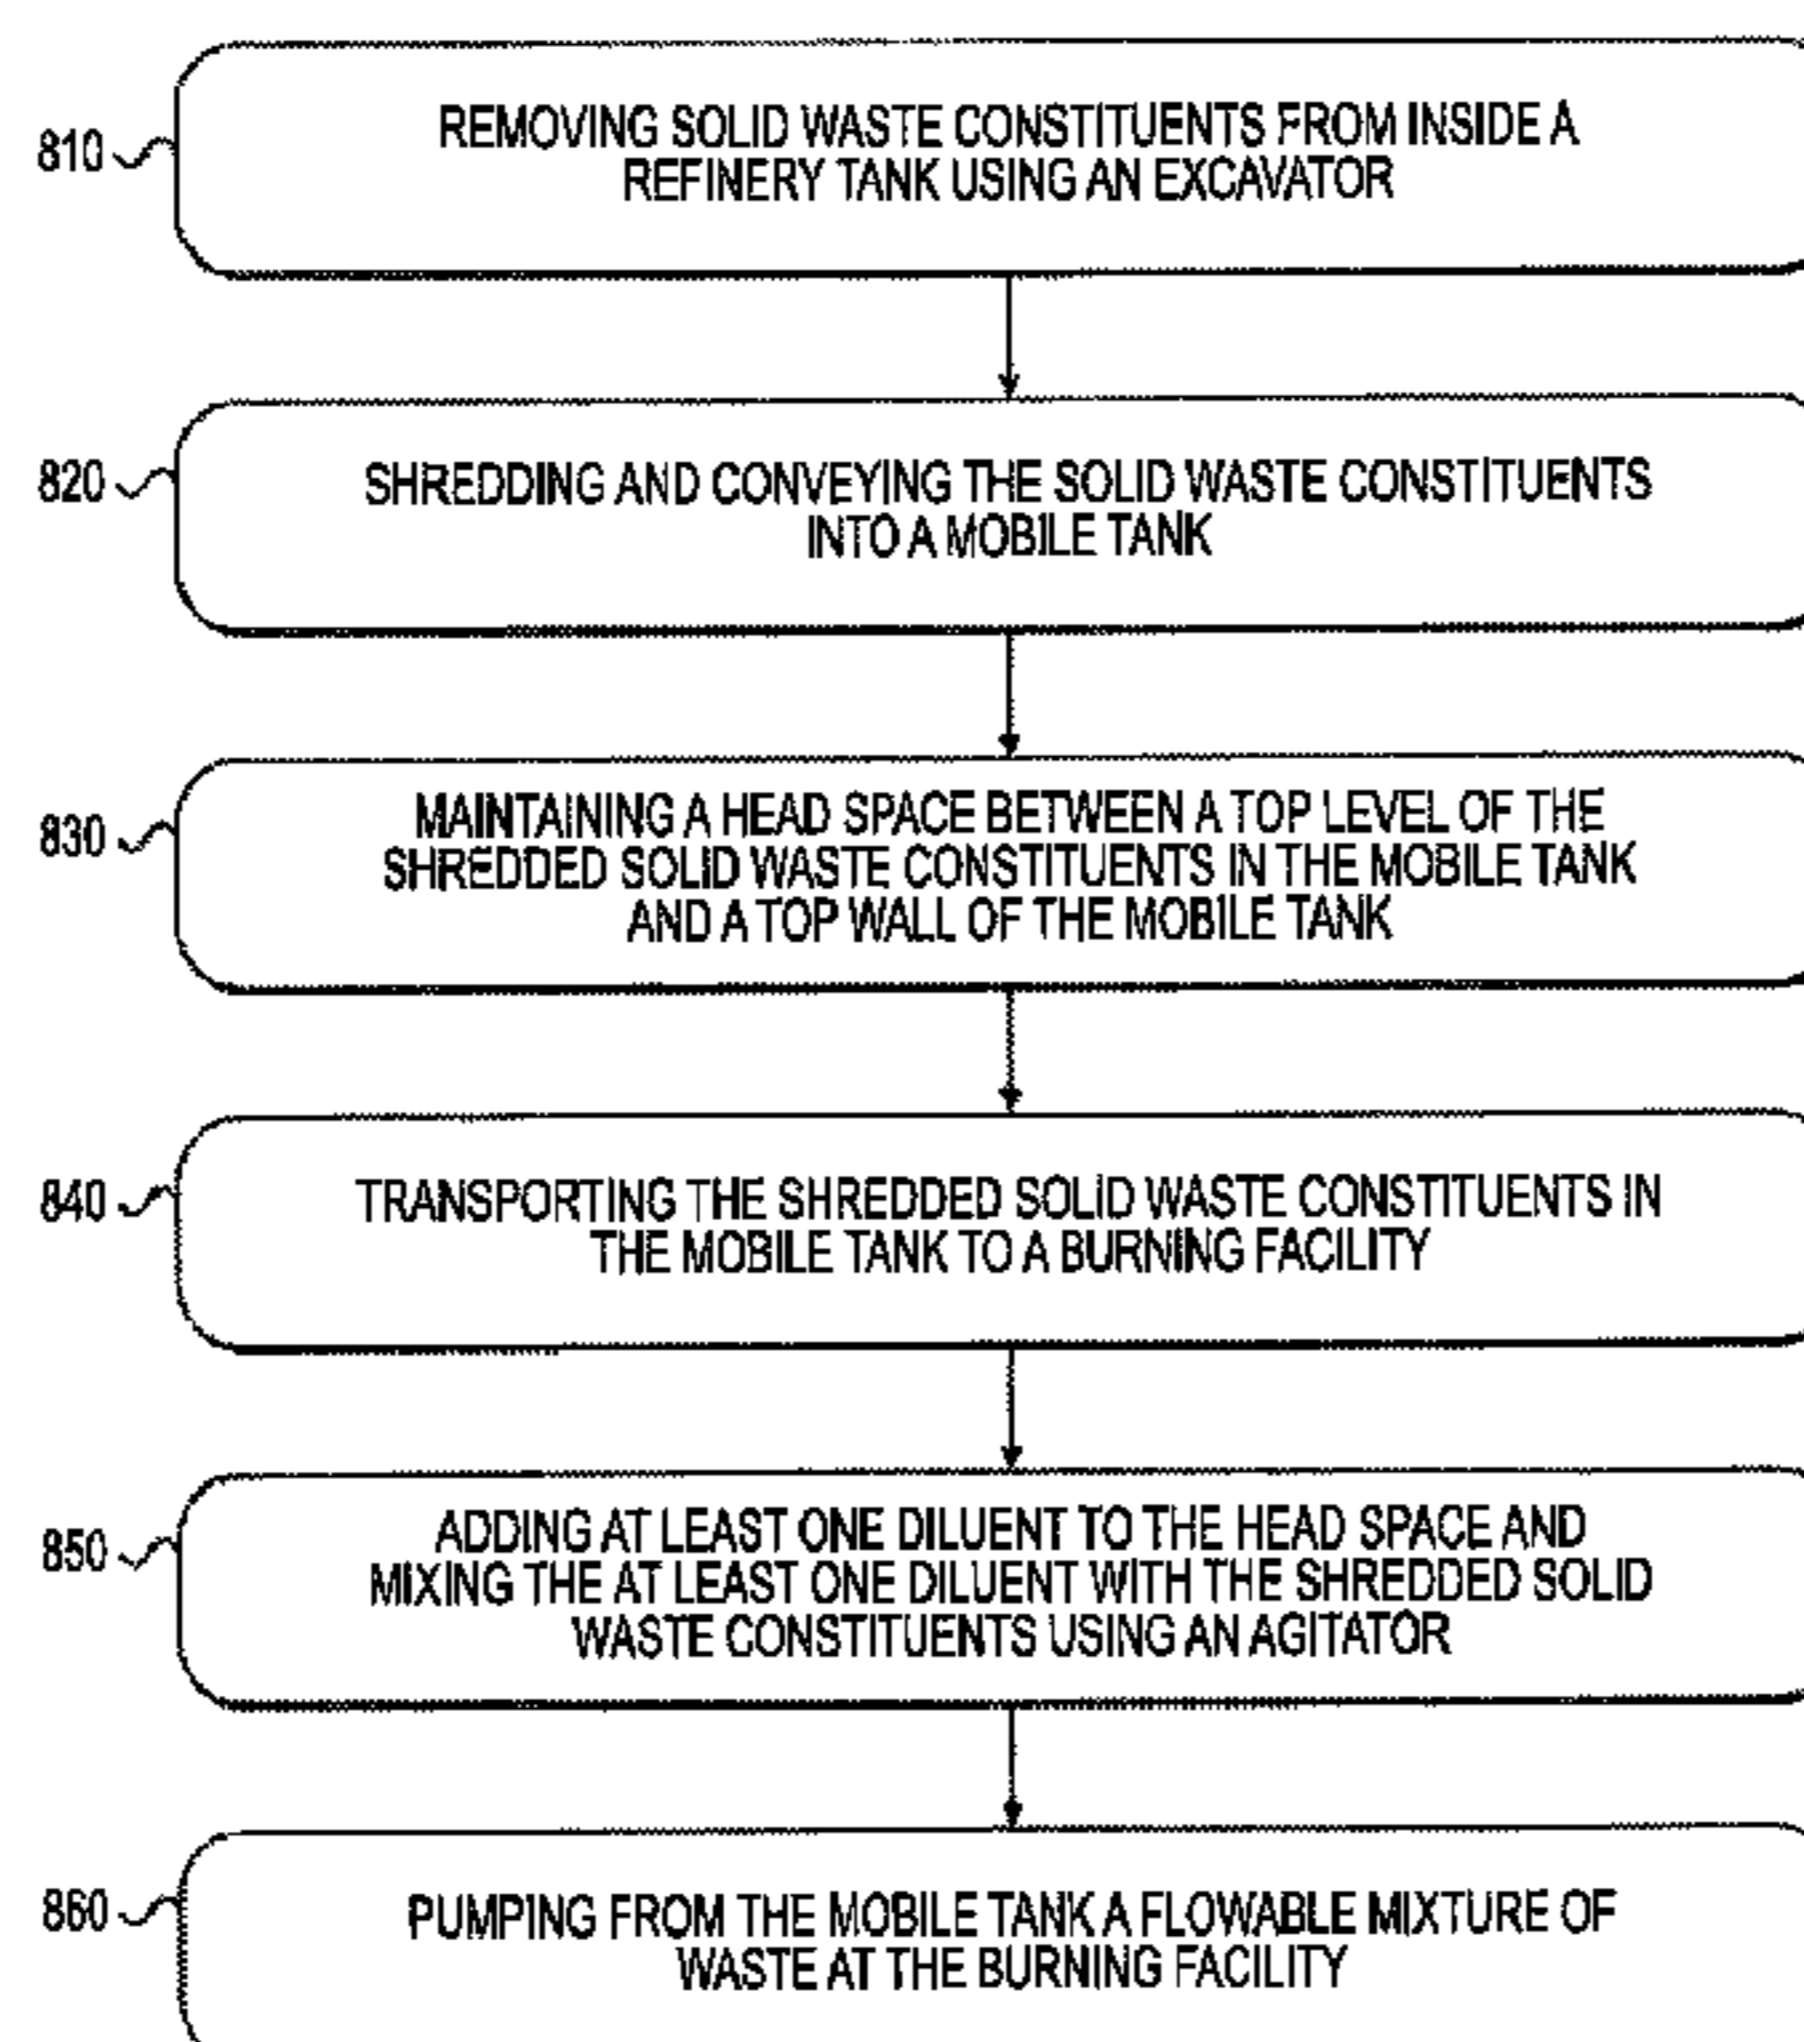 810
REMOVING SOLID WASTE CONSTITUENTS FROM INSIDE A
REFINERY TANK USING AN EXCAVATOR
820
SHREDDING AND CONVEYING THE SOLID WASTE CONSTITUENTS
INTO A MOBILE TANK
830
MAINTAINING A HEAD SPACE BETWEEN A TOP LEVEL OF THE
SHREDDED SOLID WASTE CONSTITUENTS IN THE MOBILE TANK
AND A TOP WALL OF THE MOBILE TANK
840
TRANSPORTING THE SHREDDED SOLID WASTE CONSTITUENTS IN
THE MOBILE TANK TO A BURNING FACILITY
850
ADDING AT LEAST ONE DILUENT TO THE HEAD SPACE AND
MIXING THE AT LEAST ONE DILUENT WITH THE SHREDDED SOLID
WASTE CONSTITUENTS USING AN AGITATOR
860
PUMPING FROM THE MOBILE TANK A FLOWABLE MIXTURE OF
WASTE AT THE BURNING FACILITY